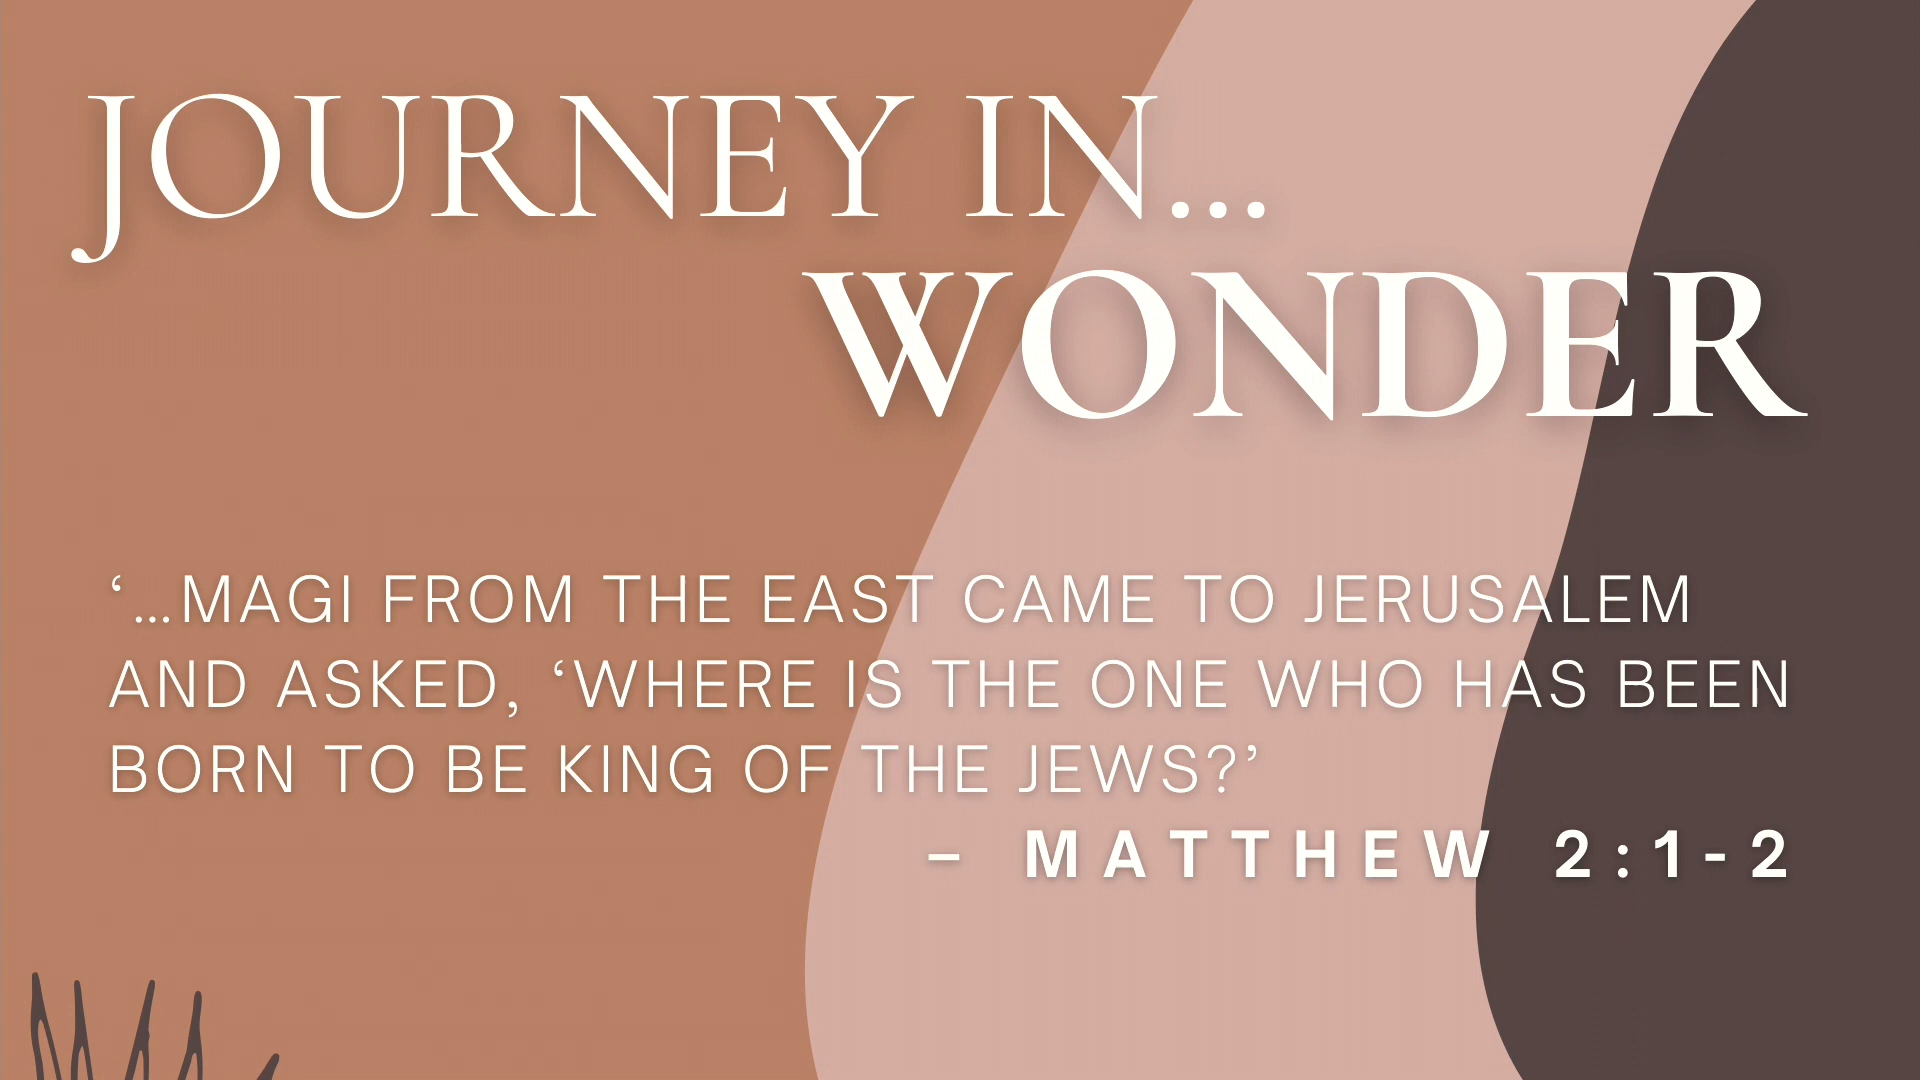 JOURNEY IN...
WONDER
‘...MAGI FROM THE EAST CAME TO JERUSALEM
AND ASKED, ‘WHERE IS THE ONE WHO HAS BEEN
BORN TO BE KING OF THE JEWS?’
– MATTHEW 2:1-2